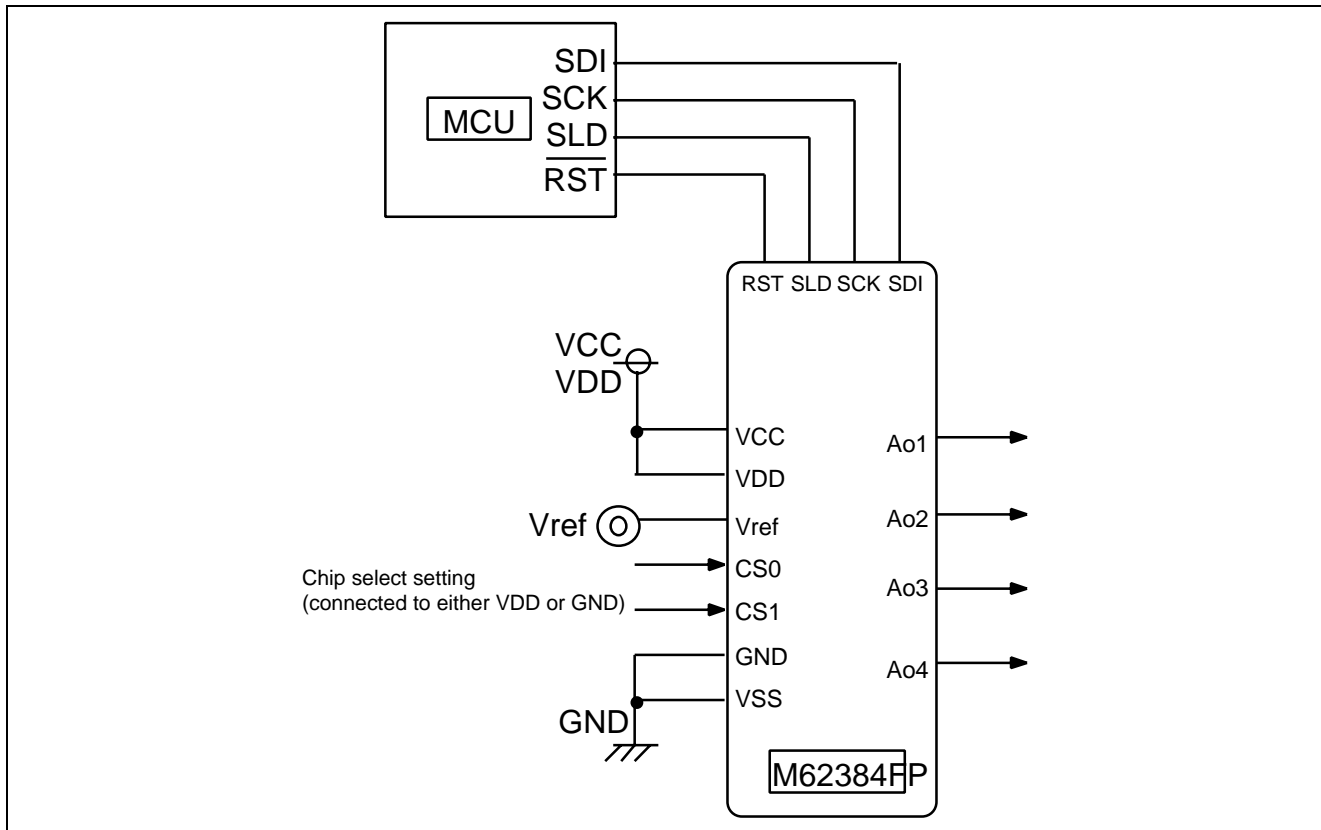 SDI
SCK
MCU
SLD
RST
RST SLD SCK SDI
VCC
VDD
VCC
VDD
Vref
Vref
CS0
Chip select setting
(connected to either VDD or GND)
CS1
GND
VSS
GND
Ao1
Ao2
Ao3
Ao4
M62384FP